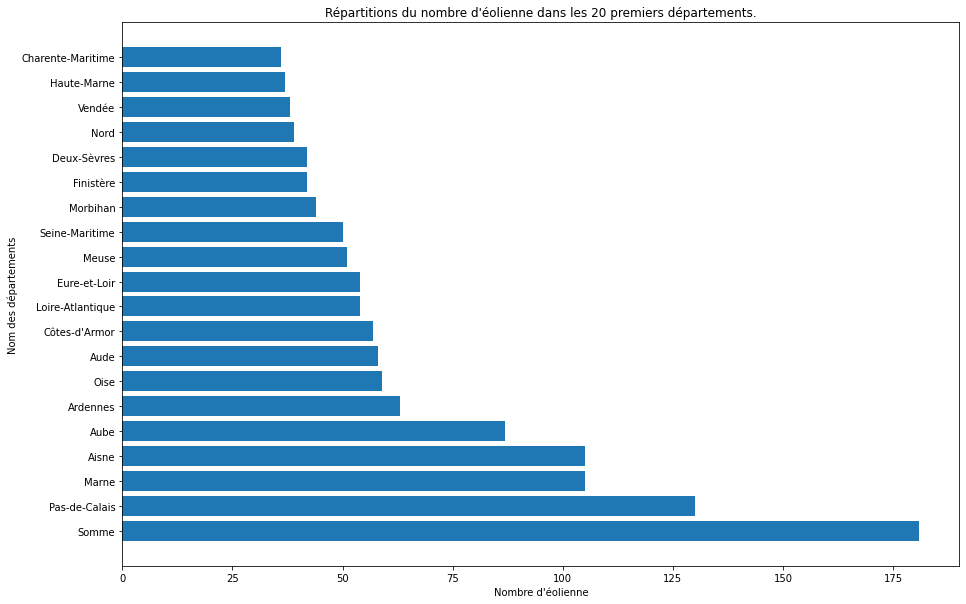 Répartitions du nombre d'éolienne dans les 20 premiers départements.
Nom des départements
Charente-Maritime
Haute-Marne
Vendée
Nord
Deux-Sèvres
Finistère
Morbihan
Seine-Maritime
Meuse
Eure-et-Loir
Loire-Atlantique
Côtes-d'Armor
Aude
Oise
Ardennes
Aube
Aisne
Marne
Pas-de-Calais
Somme
0 25 50 75 100 125 150 175
Nombre d'éolienne